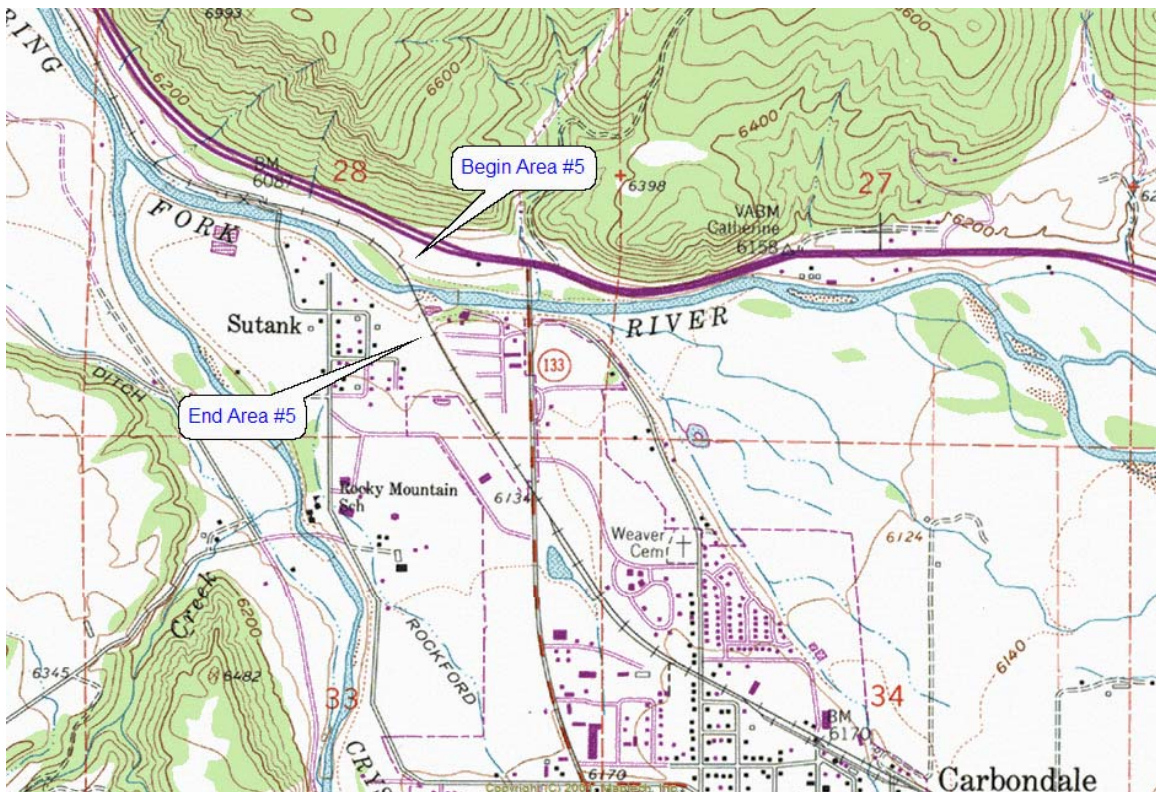 6993
6600
RING
6200
6600
6400
Begin Area #5
BM
6087
28
6398
27
VABM
Catherine
6158
6200
FORK
Sutank
RIVER
133
DITCH
End Area #5
Rocky Mountain
Sch
6134
Weaver
Cem
6124
Creek
6200
ROCKFORD
6140
6345
6482
33
34
BM
6170
CRYS
6170
Carbondale